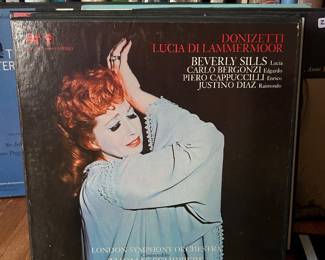 DONIZETTI
LUCIA DI LAMMERMOOR
BEVERLY SILLS Lucia
CARLO BERGONZI Edgardo
PIERO CAPPUCCILLI Enrico
JUSTINO DIAZ Raimondo
LONDON SYMPHONY ORCHESTRA